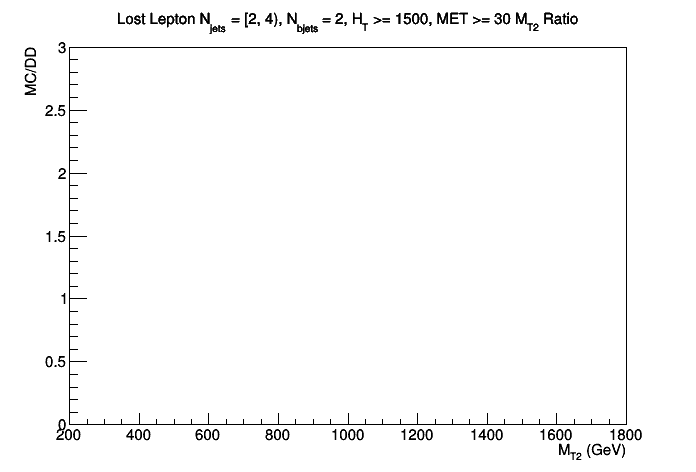 Lost Lepton N_jets = [2, 4), N_bjets = 2, H_T >= 1500, MET >= 30 M_T2 Ratio
MC/DD
3
2.5
2
1.5
1
0.5
0
200 400 600 800 1000 1200 1400 1600 1800
M_T2 (GeV)